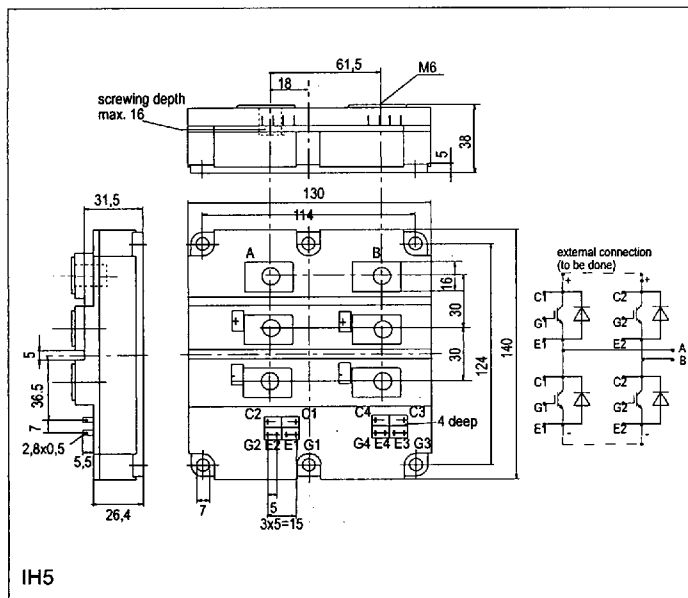 61,5
18
M6
screwing depth
max. 16
38
5
31,5
130
114
A B
external connection
(to be done)
+ +
16
C1 C2
30
G1 G2
+ +
5
E1 E2
A
B
30
124
140
36,5
- -
C1 C2
7
C2 C1 C4 C3
G1 G2
4 deep
2,8x0,5
G2 E2 E1 G1 G4 E4 E3 G3
E1 E2
5,5
- -
7
5
26,4
3x5=15
IH5